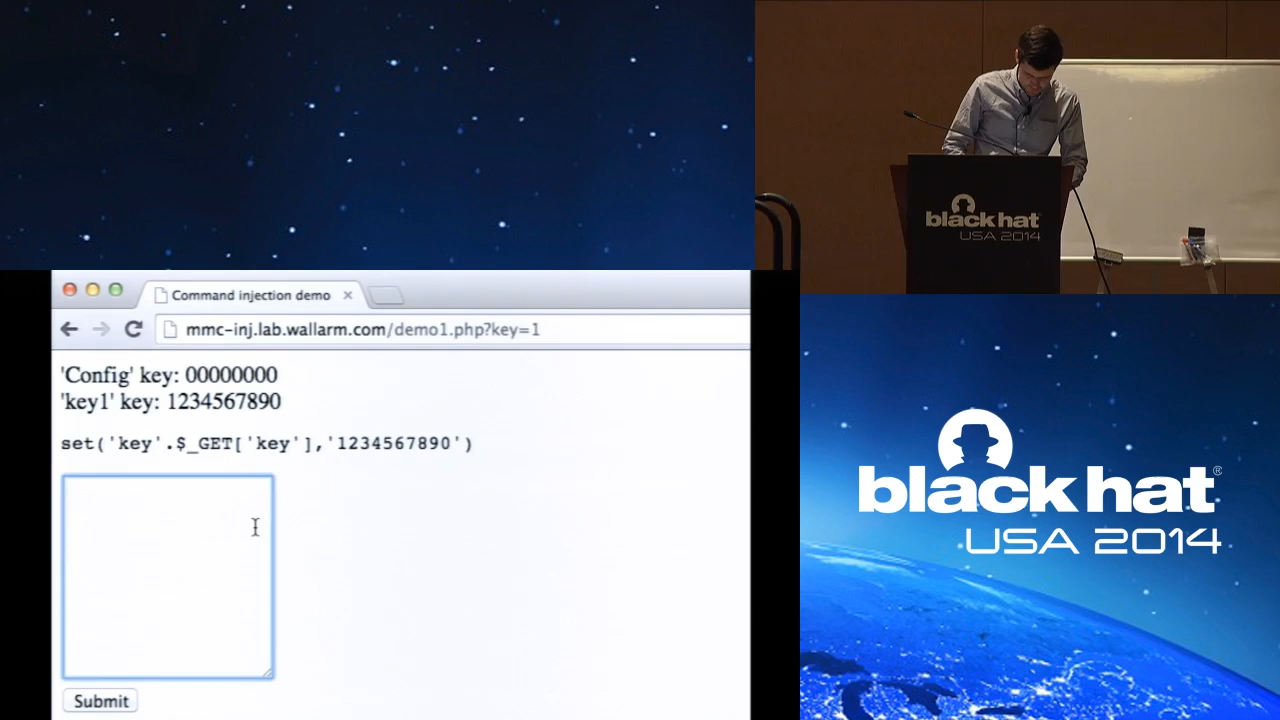 black hat
USA 2014
Command injection demo
mmc-inj.lab.wallarm.com/demo1.php?key=1
'Config' key: 00000000
'key1' key: 1234567890
set('key'.$_GET['key'],'1234567890')
Submit
black hat®
USA 2014